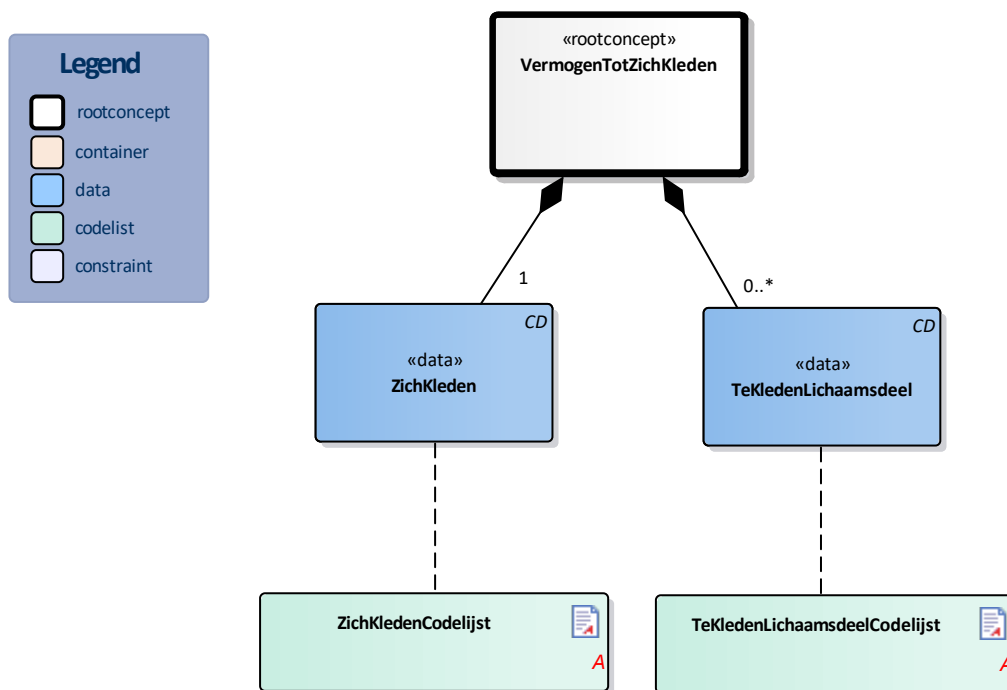 Legend
rootconcept
container
data
codelist
constraint
«rootconcept»
VermogenTotZichKleden
1
0..*
CD
«data»
ZichKleden
CD
«data»
TeKledenLichaamsdeel
ZichKledenCodelijst
A
TeKledenLichaamsdeelCodelijst
A